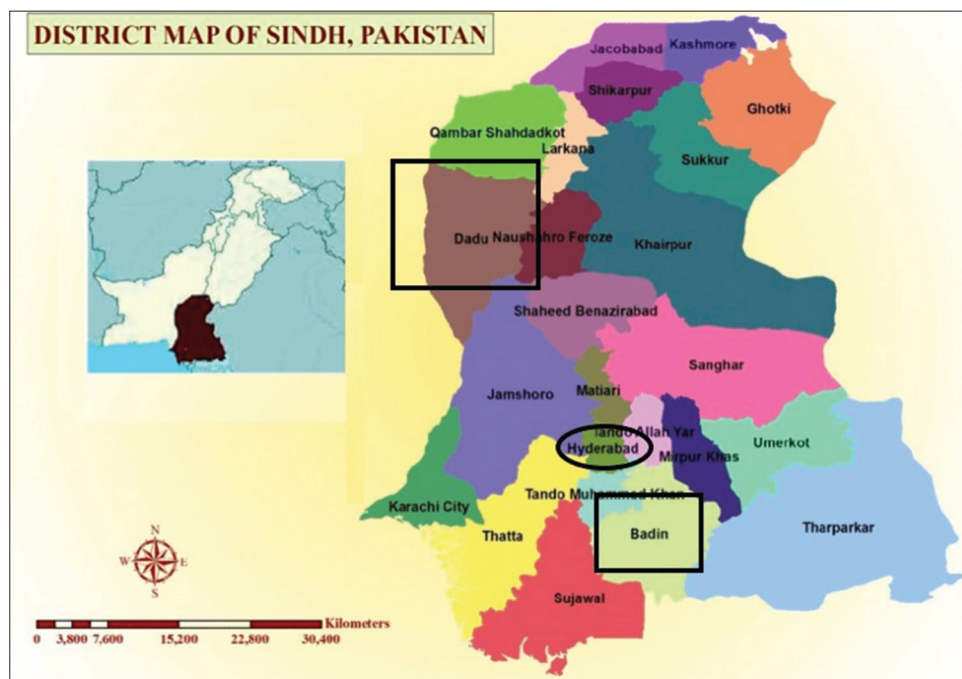 DISTRICT MAP OF SINDH, PAKISTAN
Jacobabad
Kashmore
Shikarpur
Ghotki
Qambar Shahdadkot
Larkana
Sukkur
Dadu
Naushahro Feroze
Khairpur
Shaheed Benazirabad
Sanghar
Jamshoro
Matiari
Tando Allah Yar
Hyderabad
Mirpur Khas
Umerkot
Karachi City
Tando Muhammad Khan
Thatta
Badin
Tharparkar
Sujawal
N
W E
S
Kilometers
0 3,800 7,600 15,200 22,800 30,400